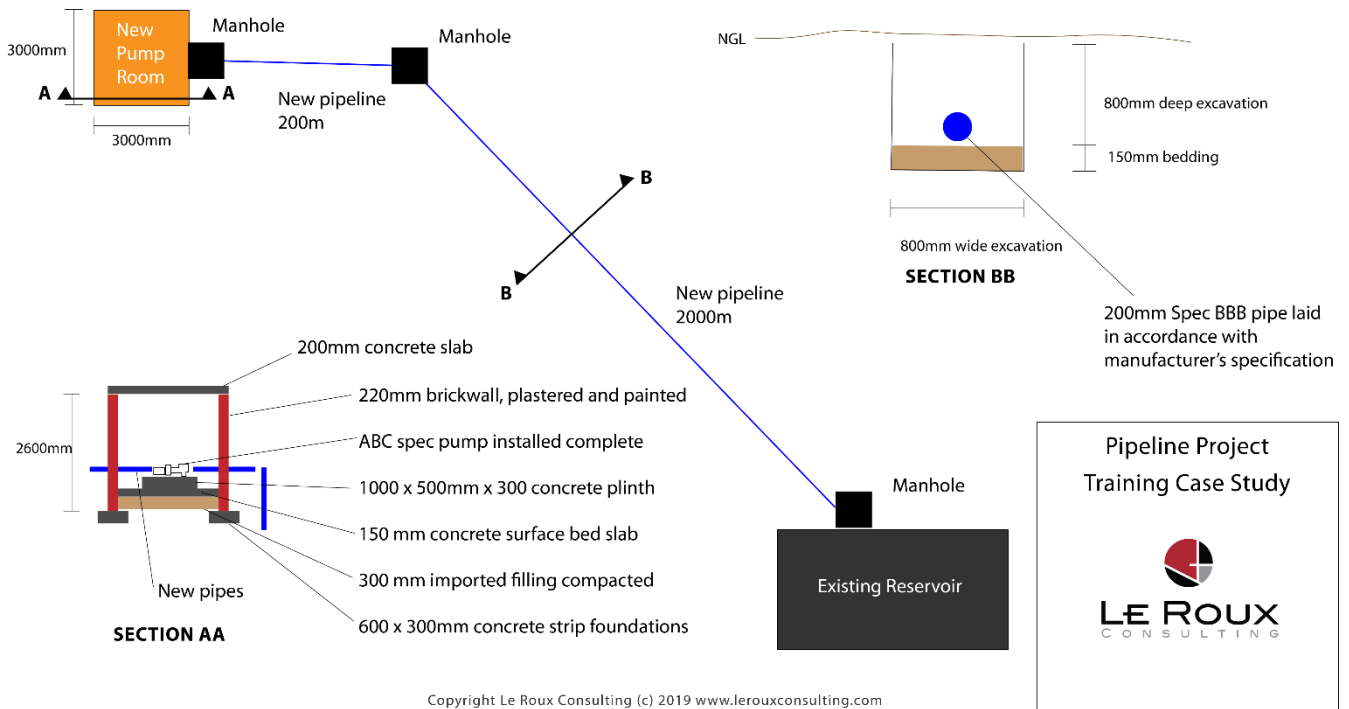 3000mm
New
Pump
Room
Manhole
A
A
3000mm
New pipeline
200m
Manhole
B
B
New pipeline
2000m
NGL
800mm deep excavation
150mm bedding
800mm wide excavation
SECTION BB
200mm Spec BBB pipe laid
in accordance with
manufacturer’s specification
200mm concrete slab
220mm brickwall, plastered and painted
2600mm
ABC spec pump installed complete
1000 x 500mm x 300 concrete plinth
150 mm concrete surface bed slab
300 mm imported filling compacted
New pipes
600 x 300mm concrete strip foundations
SECTION AA
Manhole
Existing Reservoir
Pipeline Project
Training Case Study
LE ROUX
CONSULTING
Copyright Le Roux Consulting (c) 2019 www.lerouxconsulting.com